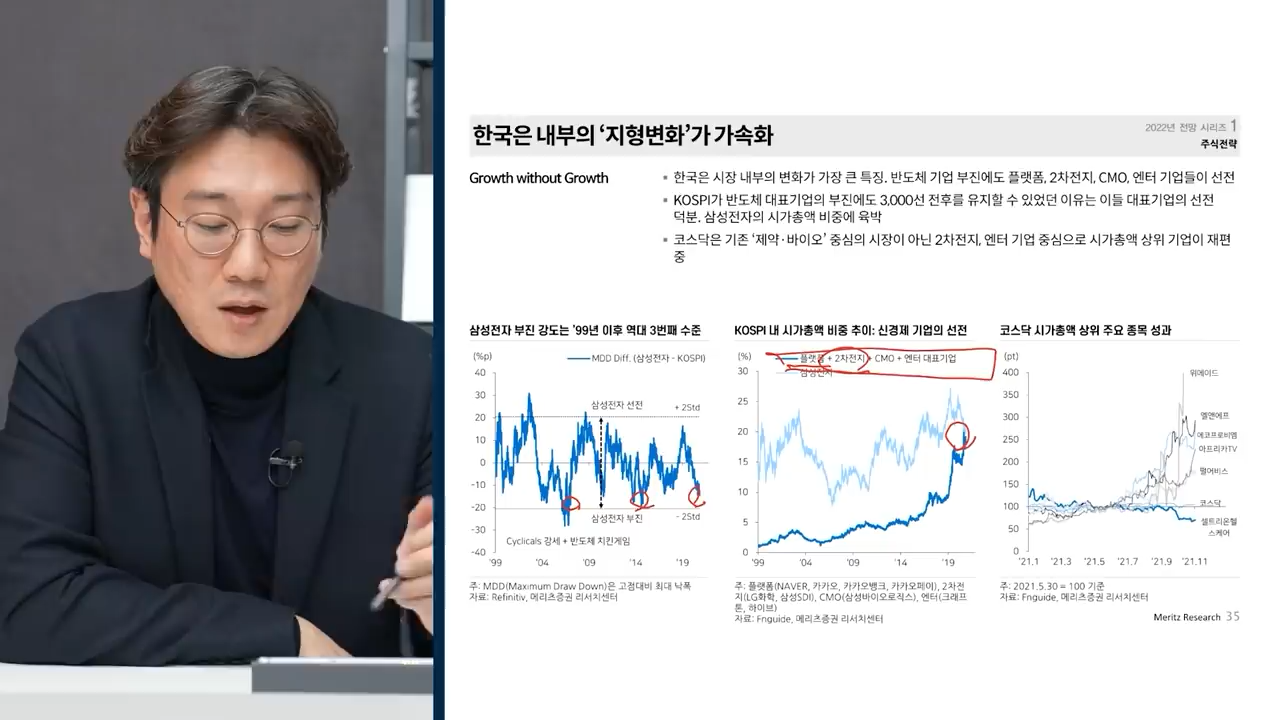 한국은 내부의 ‘지형변화’가 가속화
2022년 전망 시리즈 1
주식전략
Growth without Growth
▪ 한국은 시장 내부의 변화가 가장 큰 특징. 반도체 기업 부진에도 플랫폼, 2차전지, CMO, 엔터 기업들이 선전
▪ KOSPI가 반도체 대표기업의 부진에도 3,000선 전후를 유지할 수 있었던 이유는 이들 대표기업의 선전
덕분. 삼성전자의 시가총액 비중에 육박
▪ 코스닥은 기존 ‘제약·바이오’ 중심의 시장이 아닌 2차전지, 엔터 기업 중심으로 시가총액 상위 기업이 재편
중
삼성전자 부진 강도는 ’99년 이후 역대 3번째 수준
(%p)
MDD Diff. (삼성전자 - KOSPI)
40
30
20
10
0
-10
-20
-30
-40
삼성전자 선전
+ 2Std
삼성전자 부진
- 2Std
Cyclicals 강세 + 반도체 치킨게임
'99 '04 '09 '14 '19
주: MDD(Maximum Draw Down)은 고점대비 최대 낙폭
자료: Refinitiv, 메리츠증권 리서치센터
KOSPI 내 시가총액 비중 추이: 신경제 기업의 선전
(%)
플랫폼 + 2차전지 + CMO + 엔터 대표기업
삼성전자
30
25
20
15
10
5
0
'99 '04 '09 '14 '19
주: 플랫폼(NAVER, 카카오, 카카오뱅크, 카카오페이), 2차전
지(LG화학, 삼성SDI), CMO(삼성바이오로직스), 엔터(크래프
톤, 하이브)
자료: Fnguide, 메리츠증권 리서치센터
코스닥 시가총액 상위 주요 종목 성과
(pt)
400
350
300
250
200
150
100
50
0
위메이드
엘앤에프
에코프로비엠
아프리카TV
펄어비스
코스닥
셀트리온헬
스케어
'21.1 '21.3 '21.5 '21.7 '21.9 '21.11
주: 2021.5.30 = 100 기준
자료: Fnguide, 메리츠증권 리서치센터
Meritz Research 35